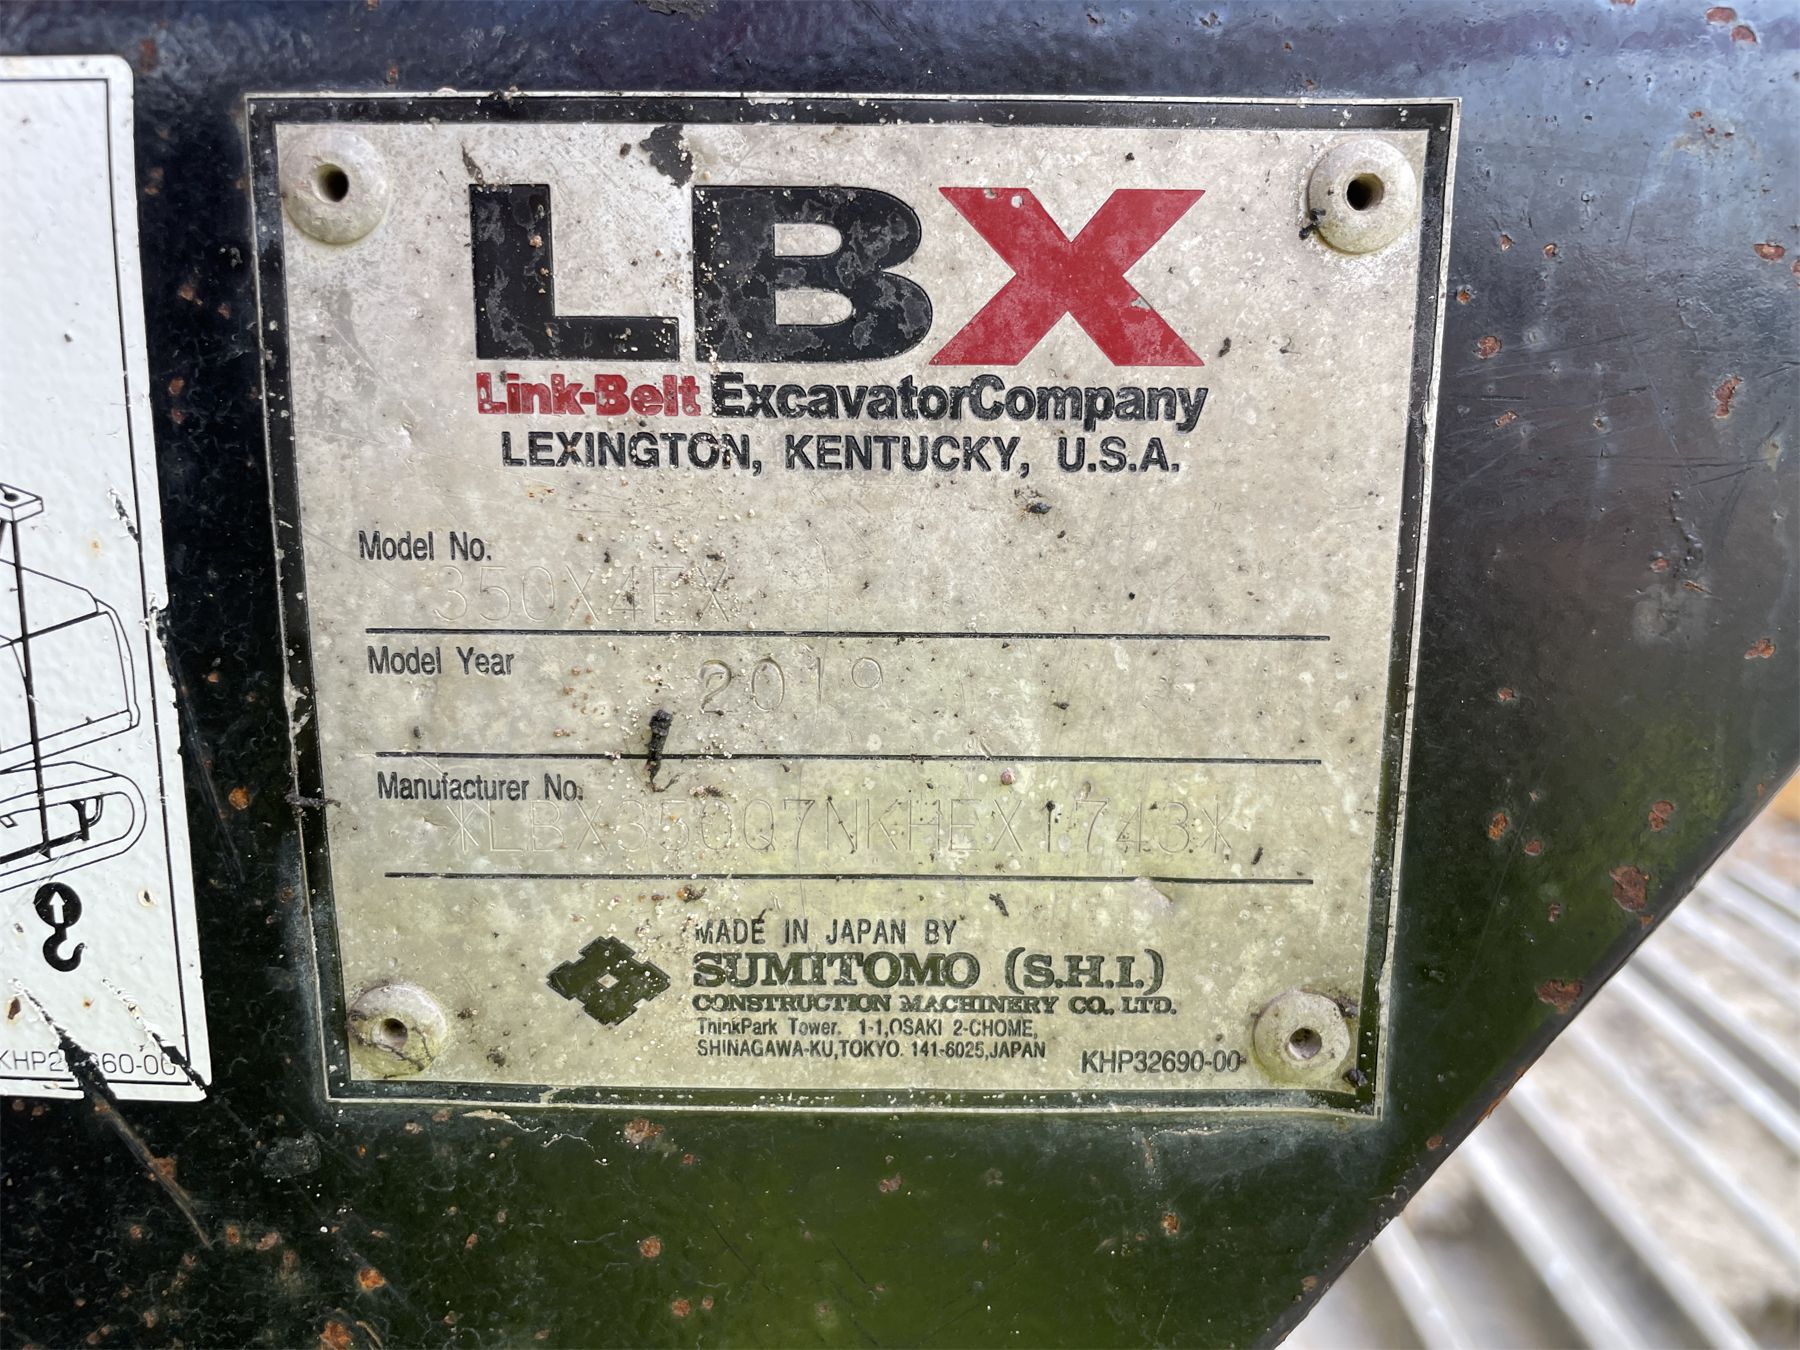 LBX
Link-Belt ExcavatorCompany
LEXINGTON, KENTUCKY, U.S.A.
Model No.
350X4EX
Model Year
2019
Manufacturer No.
*LBX350Q7NKHEX1743*
MADE IN JAPAN BY
SUMITOMO (S.H.I.)
CONSTRUCTION MACHINERY CO., LTD.
ThinkPark Tower. 1-1,OSAKI 2-CHOME,
SHINAGAWA-KU,TOKYO. 141-6025,JAPAN
KHP32690-00